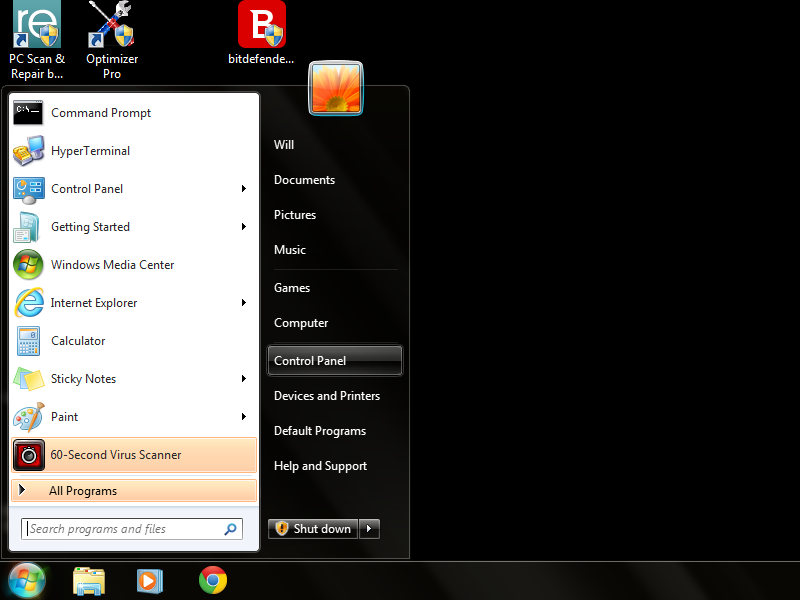 re
B
PC Scan &
Repair b...
Optimizer
Pro
bitdefende...
C:\
Command Prompt
HyperTerminal
Control Panel
Getting Started
Windows Media Center
Internet Explorer
Calculator
Sticky Notes
Paint
60-Second Virus Scanner
All Programs
Search programs and files
Will
Documents
Pictures
Music
Games
Computer
Control Panel
Devices and Printers
Default Programs
Help and Support
Shut down